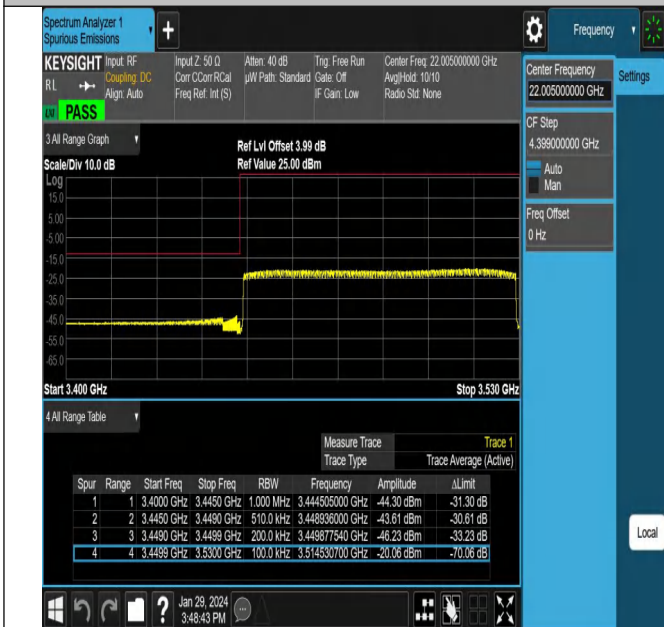 Spectrum Analyzer 1
Spurious Emissions
+
Frequency
KEYSIGHT
RL
Input: RF
Coupling: DC
Align: Auto
Input Z: 50 Ω
Corr CCorr RCal
Freq Ref: Int (S)
Atten: 40 dB
µW Path: Standard
Trig: Free Run
Gate: Off
IF Gain: Low
Center Freq: 22.005000000 GHz
Avg|Hold: 10/10
Radio Std: None
PASS
Center Frequency
22.005000000 GHz
Settings
CF Step
4.399000000 GHz
Auto
Man
Freq Offset
0 Hz
Local
3 All Range Graph
Scale/Div 10.0 dB
Ref Lvl Offset 3.99 dB
Ref Value 25.00 dBm
Log
15.0
5.00
-5.00
-15.0
-25.0
-35.0
-45.0
-55.0
-65.0
Start 3.400 GHz
Stop 3.530 GHz
4 All Range Table
Measure Trace Trace 1
Trace Type Trace Average (Active)
Spur Range Start Freq Stop Freq RBW Frequency Amplitude ΔLimit
1 1 3.4000 GHz 3.4450 GHz 1.000 MHz 3.444505000 GHz -44.30 dBm -31.30 dB
2 2 3.4450 GHz 3.4490 GHz 510.0 kHz 3.448936000 GHz -43.61 dBm -30.61 dB
3 3 3.4490 GHz 3.4499 GHz 200.0 kHz 3.449877540 GHz -46.23 dBm -33.23 dB
4 4 3.4499 GHz 3.5300 GHz 100.0 kHz 3.514530700 GHz -20.06 dBm -70.06 dB
?
Jan 29, 2024
3:48:43 PM